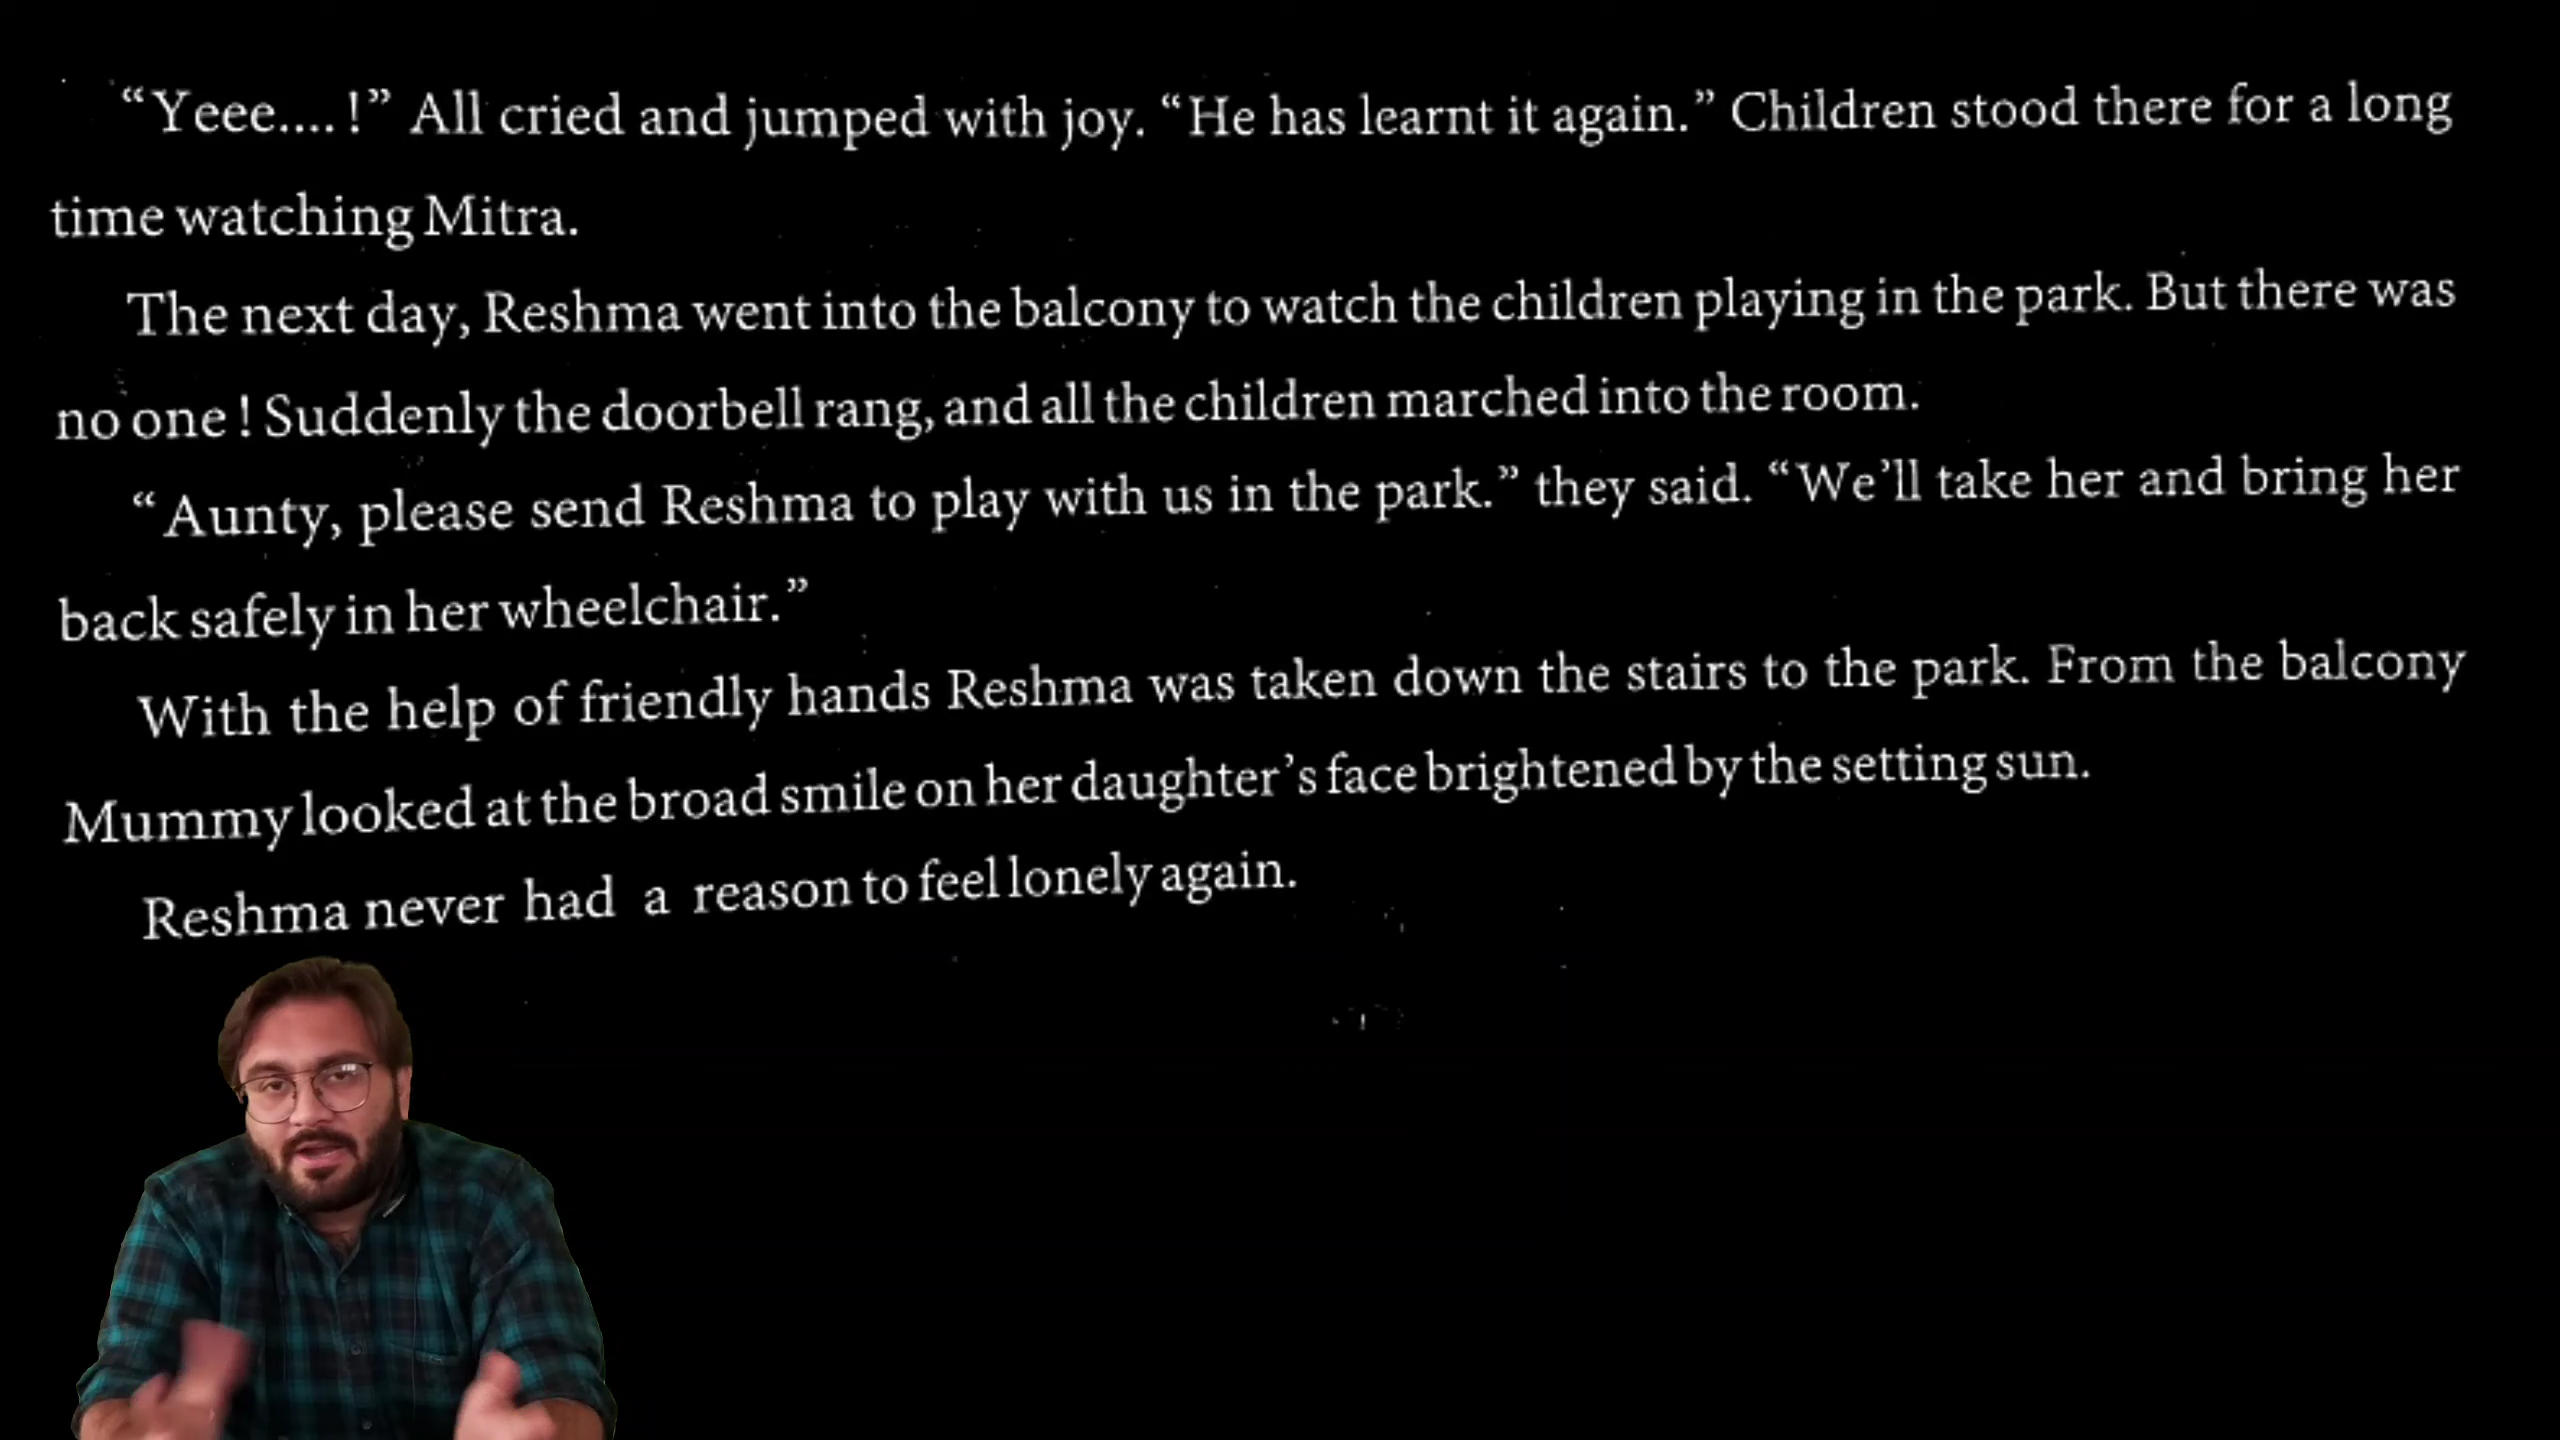 “Yeee.... !” All cried and jumped with joy. “He has learnt it again.” Children stood there for a long
time watching Mitra.
The next day, Reshma went into the balcony to watch the children playing in the park. But there was
no one ! Suddenly the doorbell rang, and all the children marched into the room.
“Aunty, please send Reshma to play with us in the park.” they said. “We’ll take her and bring her
back safely in her wheelchair.”
With the help of friendly hands Reshma was taken down the stairs to the park. From the balcony
Mummy looked at the broad smile on her daughter’s face brightened by the setting sun.
Reshma never had a reason to feel lonely again.